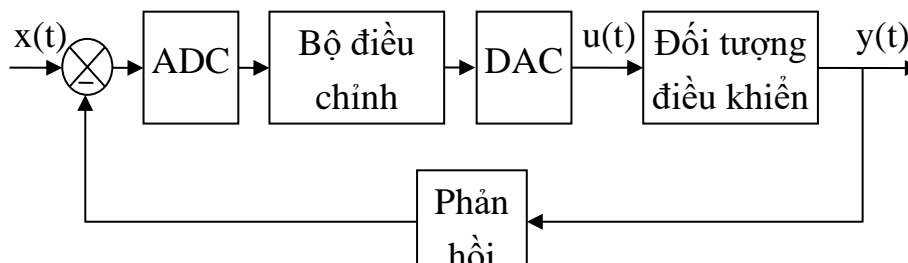 x(t)
ADC
Bộ điều
chỉnh
DAC
u(t)
Đối tượng
điều khiển
y(t)
Phản
hồi